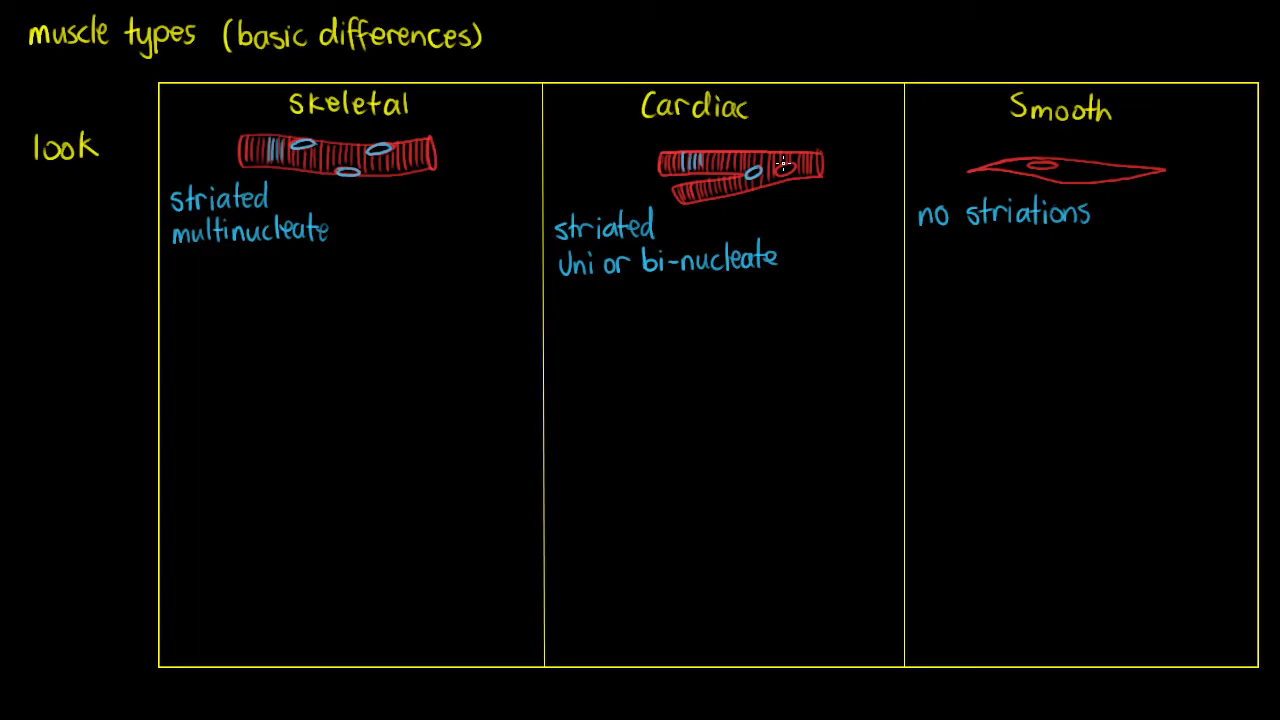 muscle types (basic differences)
skeletal
Cardiac
Smooth
look
striated
multinucleate
striated
Uni or bi-nucleate
no striations